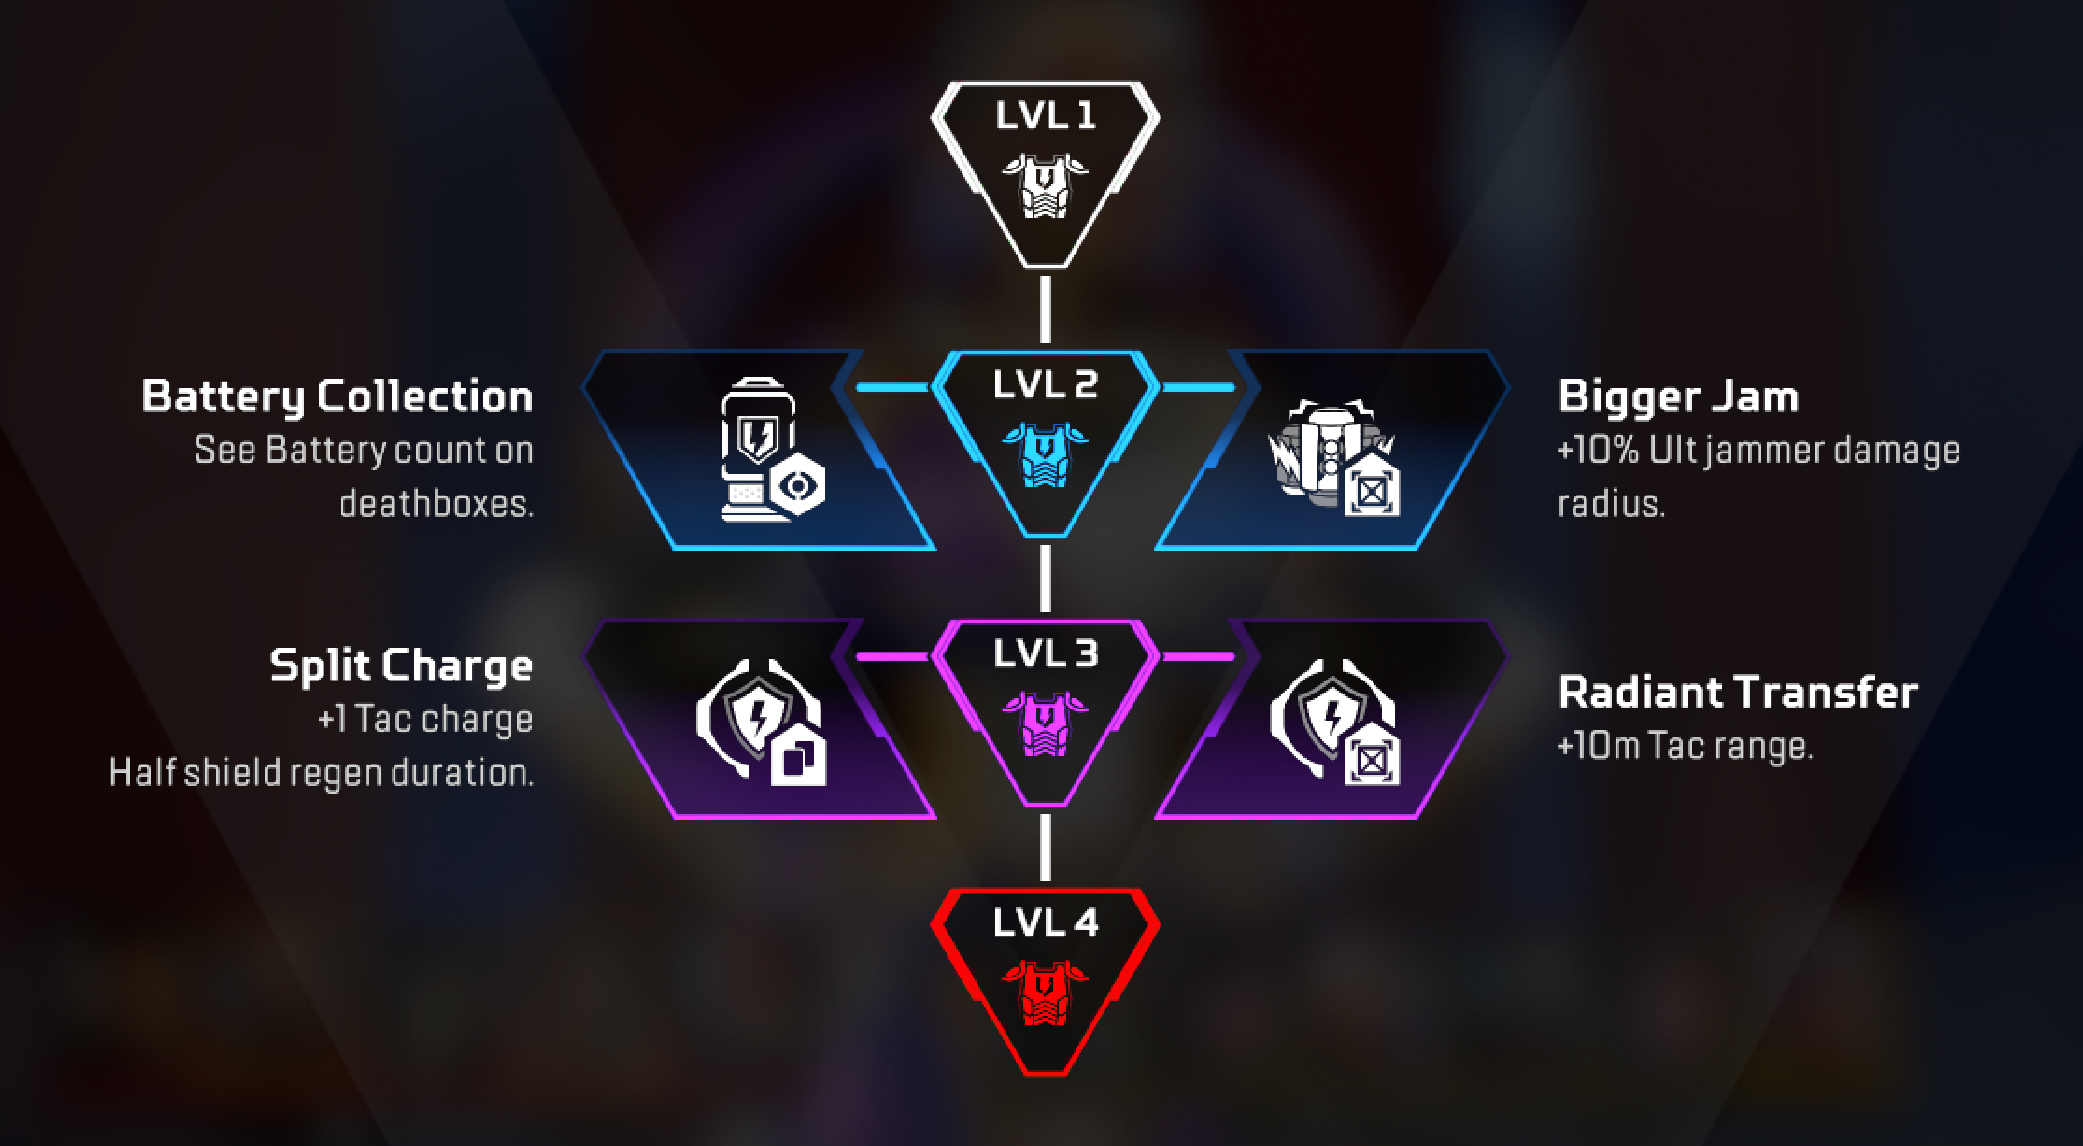 LVL 1
Battery Collection
See Battery count on
deathboxes.
LVL 2
Bigger Jam
+10% Ult jammer damage
radius.
Split Charge
+1 Tac charge
Half shield regen duration.
LVL 3
Radiant Transfer
+10m Tac range.
LVL 4